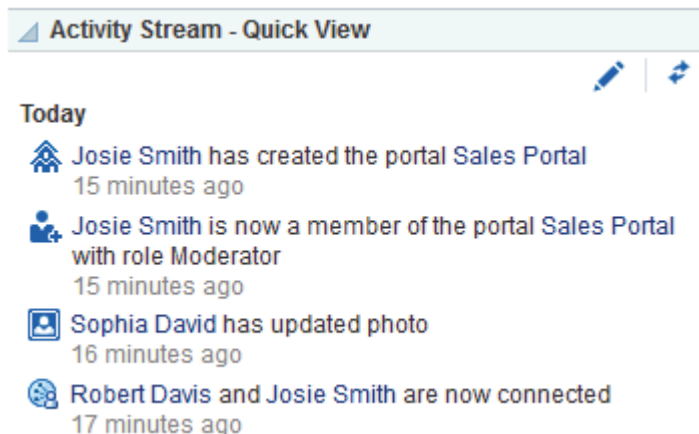 Activity Stream - Quick View
Today
Josie Smith has created the portal Sales Portal
15 minutes ago
Josie Smith is now a member of the portal Sales Portal
with role Moderator
15 minutes ago
Sophia David has updated photo
16 minutes ago
Robert Davis and Josie Smith are now connected
17 minutes ago